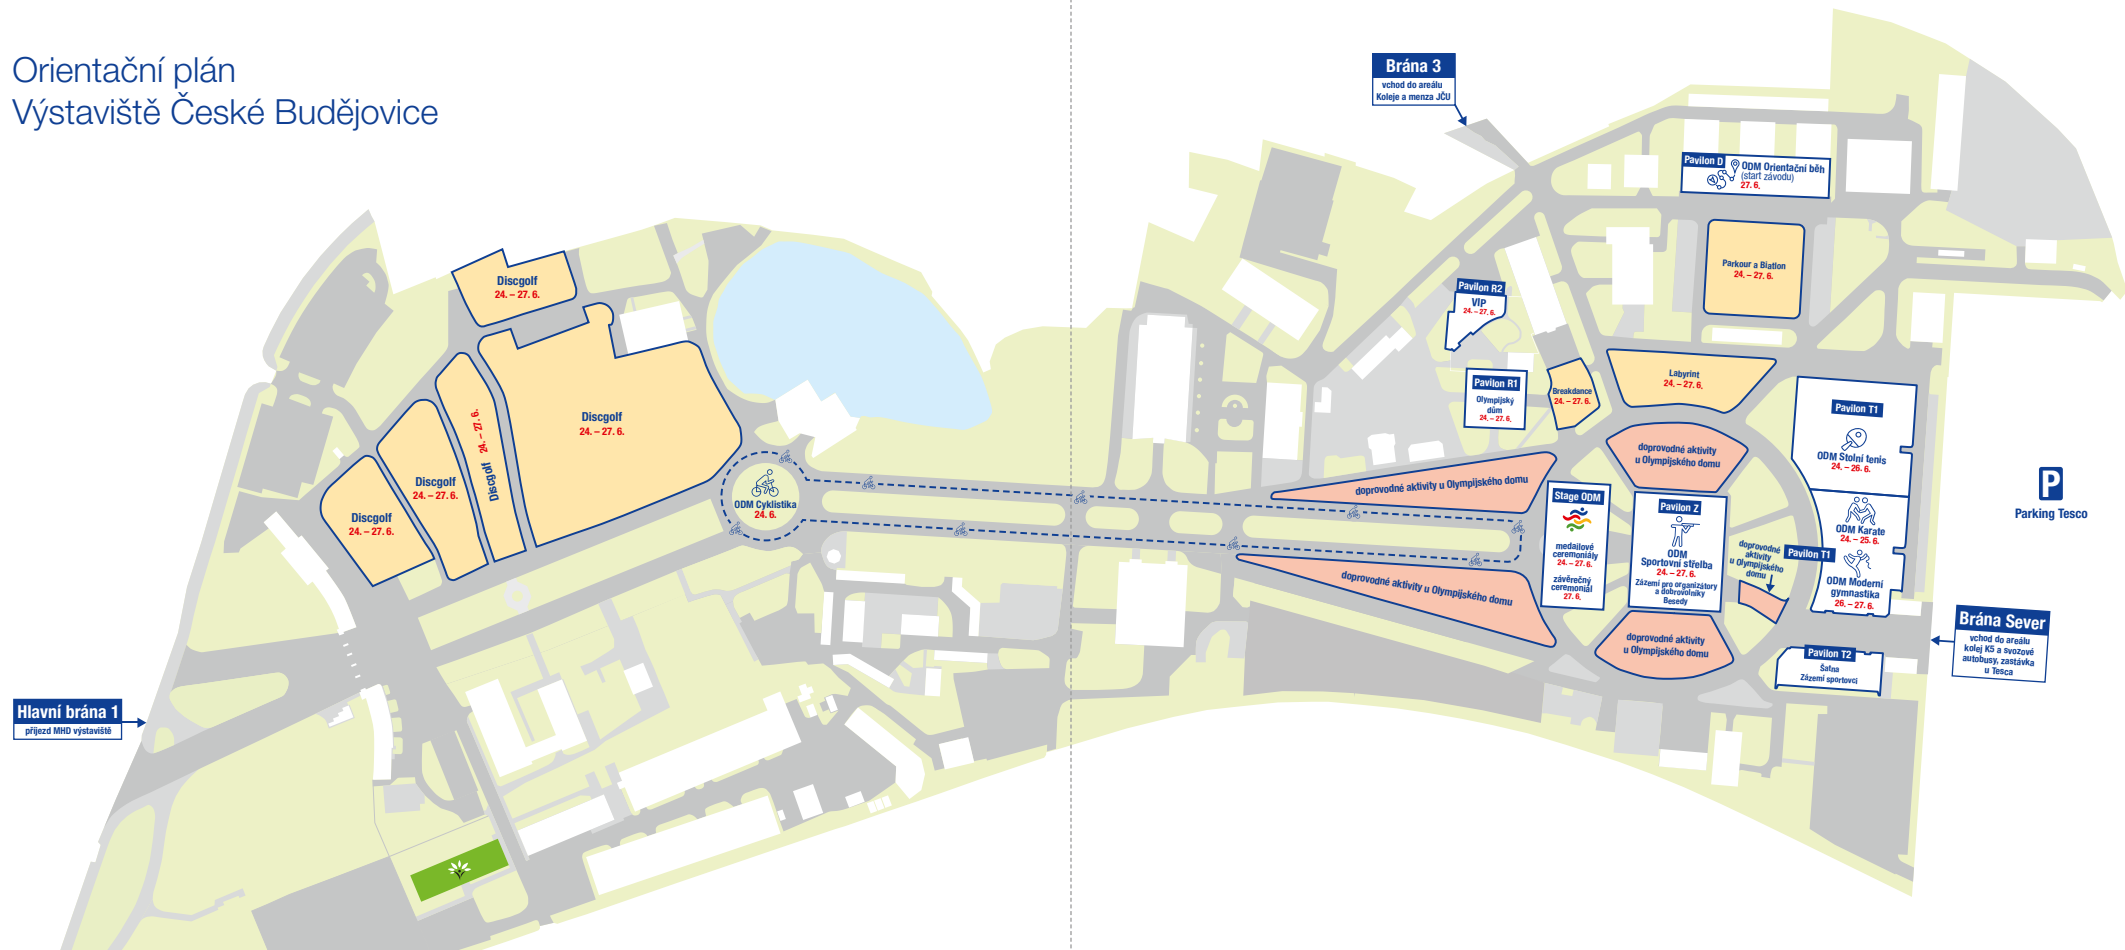 Orientační plán
Výstaviště České Budějovice
Brána 3
vchod do areálu
Koleje a menza JČU
Pavilon D
ODM Orientační běh
(start závodu)
27. 6.
Parkour a Biatlon
24. – 27. 6.
Pavilon R2
VIP
24. – 27. 6.
Pavilon R1
Olympijský
dům
24. – 27. 6.
Breakdance
24. – 27. 6.
Labyrint
24. – 27. 6.
Discgolf
24. – 27. 6.
Discgolf
24. – 27. 6.
Discgolf 24. – 27. 6.
Discgolf
24. – 27. 6.
Discgolf
24. – 27. 6.
ODM Cyklistika
24. 6.
doprovodné aktivity u Olympijského domu
doprovodné aktivity u Olympijského domu
doprovodné aktivity
u Olympijského domu
Stage ODM
medailové
ceremoniály
24. – 27. 6.
závěrečný
ceremoniál
27. 6.
Pavilon Z
ODM
Sportovní střelba
24. – 27. 6.
Zázemí pro organizátory
a dobrovolníky
Besedy
doprovodné
aktivity
u Olympijského
domu
doprovodné aktivity
u Olympijského domu
Pavilon T1
ODM Stolní tenis
24. – 26. 6.
ODM Karate
24. – 25. 6.
Pavilon T1
ODM Moderní
gymnastika
26. – 27. 6.
Pavilon T2
Šatna
Zázemí sportovci
P
Parking Tesco
Brána Sever
vchod do areálu
kolej K5 a svozové
autobusy, zastávka
u Tesca
Hlavní brána 1
příjezd MHD výstaviště